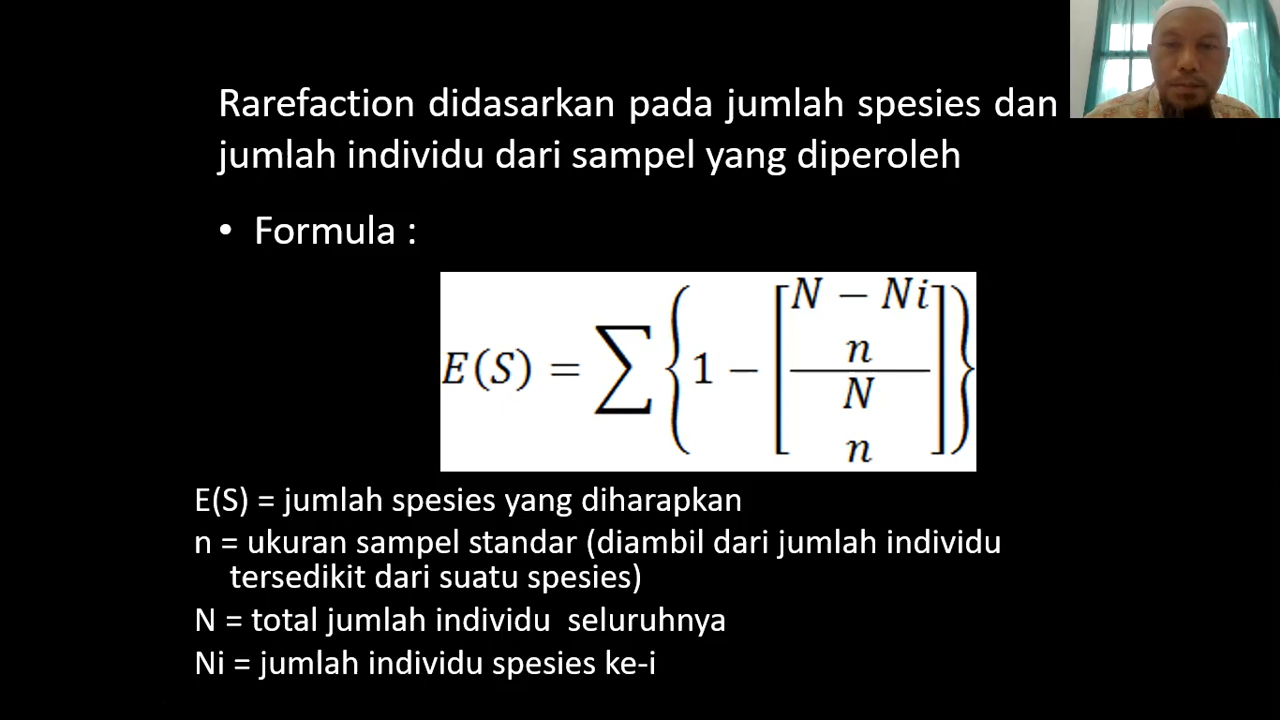 Rarefaction didasarkan pada jumlah spesies dan
jumlah individu dari sampel yang diperoleh
• Formula :
E(S) = ∑ { 1 − [ N − Ni
n
N
n ] }
E(S) = jumlah spesies yang diharapkan
n = ukuran sampel standar (diambil dari jumlah individu
tersedikit dari suatu spesies)
N = total jumlah individu seluruhnya
Ni = jumlah individu spesies ke-i